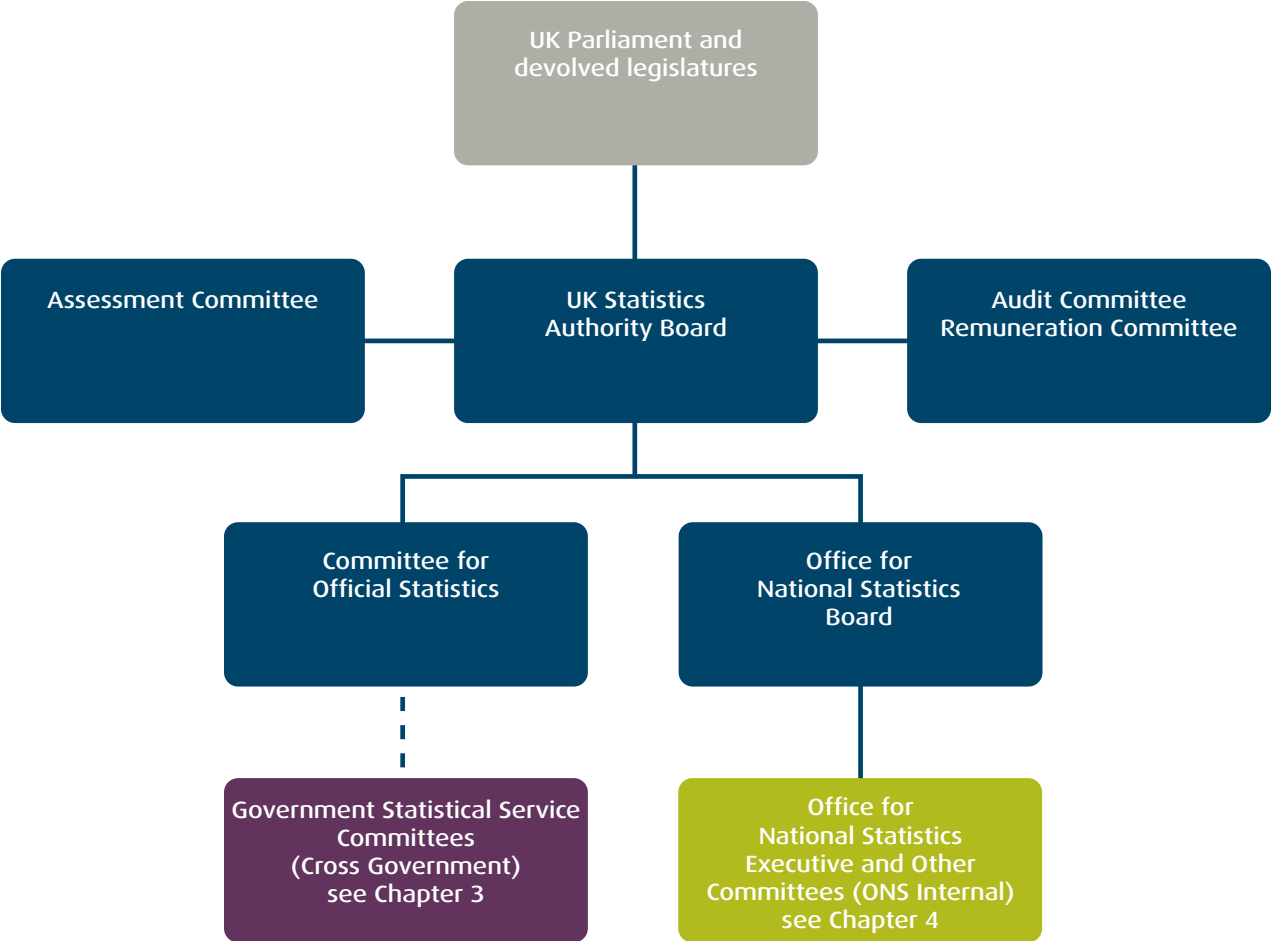 UK Parliament and
devolved legislatures
Assessment Committee
UK Statistics
Authority Board
Audit Committee
Remuneration Committee
Committee for
Official Statistics
Office for
National Statistics
Board
Government Statistical Service
Committees
(Cross Government)
see Chapter 3
Office for
National Statistics
Executive and Other
Committees (ONS Internal)
see Chapter 4